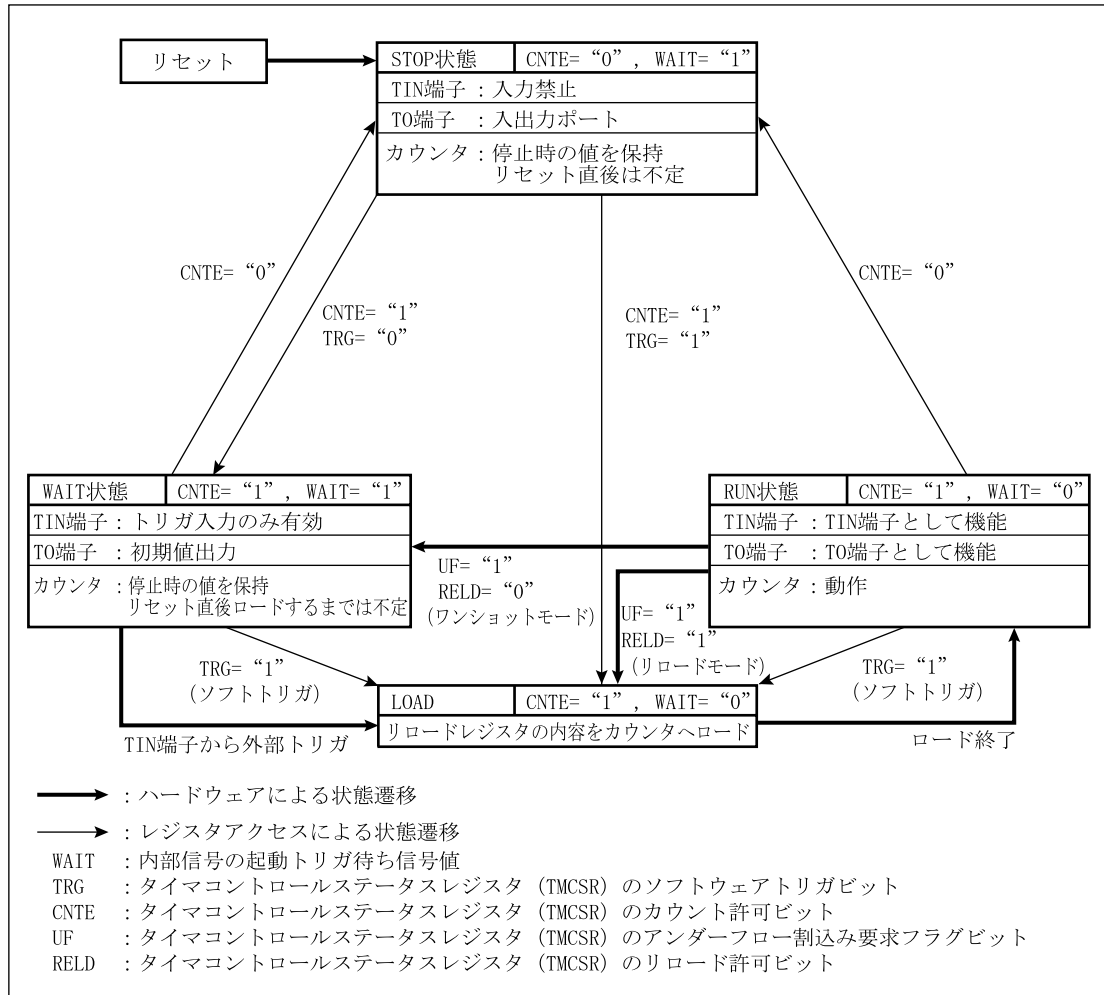 リセット
STOP状態 CNTE= “0” , WAIT= “1”
TIN端子 : 入力禁止
TO端子 : 入出力ポート
カウンタ : 停止時の値を保持
リセット直後は不定
CNTE= “0”
CNTE= “1”
TRG= “0”
CNTE= “1”
TRG= “1”
CNTE= “0”
WAIT状態 CNTE= “1” , WAIT= “1”
TIN端子 : トリガ入力のみ有効
TO端子 : 初期値出力
カウンタ : 停止時の値を保持
リセット直後ロードするまでは不定
RUN状態 CNTE= “1” , WAIT= “0”
TIN端子 : TIN端子として機能
TO端子 : TO端子として機能
カウンタ : 動作
UF= “1”
RELD= “0”
(ワンショットモード)
UF= “1”
RELD= “1”
(リロードモード)
TRG= “1”
(ソフトトリガ)
TRG= “1”
(ソフトトリガ)
LOAD CNTE= “1” , WAIT= “0”
リロードレジスタの内容をカウンタへロード
TIN端子から外部トリガ
ロード終了
: ハードウェアによる状態遷移
: レジスタアクセスによる状態遷移
WAIT : 内部信号の起動トリガ待ち信号値
TRG : タイマコントロールステータスレジスタ (TMCSR) のソフトウェアトリガビット
CNTE : タイマコントロールステータスレジスタ (TMCSR) のカウント許可ビット
UF : タイマコントロールステータスレジスタ (TMCSR) のアンダーフロー割込み要求フラグビット
RELD : タイマコントロールステータスレジスタ (TMCSR) のリロード許可ビット